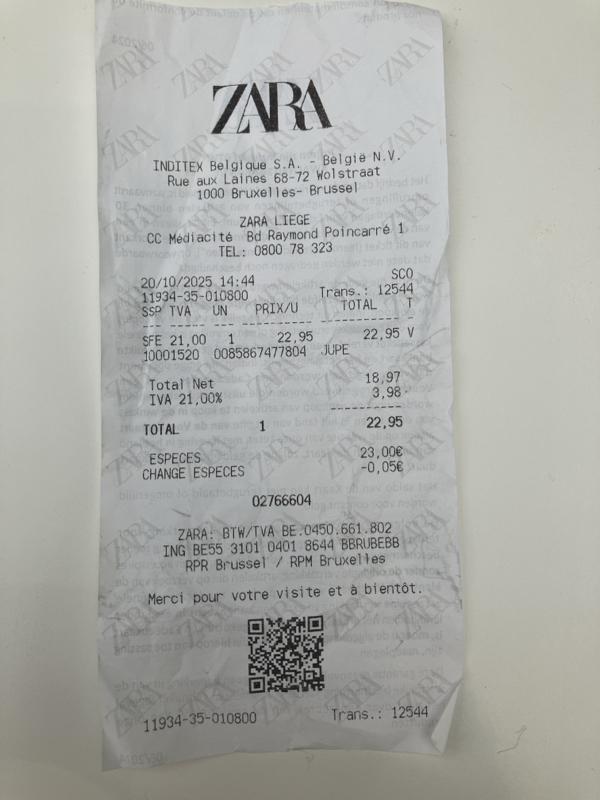 ZARA
INDITEX Belgique S.A. - België N.V.
Rue aux Laines 68-72 Wolstraat
1000 Bruxelles- Brussel
ZARA LIEGE
CC Médiacité Bd Raymond Poincarré 1
TEL: 0800 78 323
20/10/2025 14:44 SCO
11934-35-010800 Trans.: 12544
SSP TVA UN PRIX/U TOTAL T
SFE 21,00 1 22,95 22,95 V
10001520 0085867477804 JUPE
Total Net 18,97
IVA 21,00% 3,98
TOTAL 1 22,95
ESPECES 23,00€
CHANGE ESPECES -0,05€
02766604
ZARA: BTW/TVA BE.0450.661.802
ING BE55 3101 0401 8644 BBRUBEBB
RPR Brussel / RPM Bruxelles
Merci pour votre visite et à bientôt.
11934-35-010800 Trans.: 12544